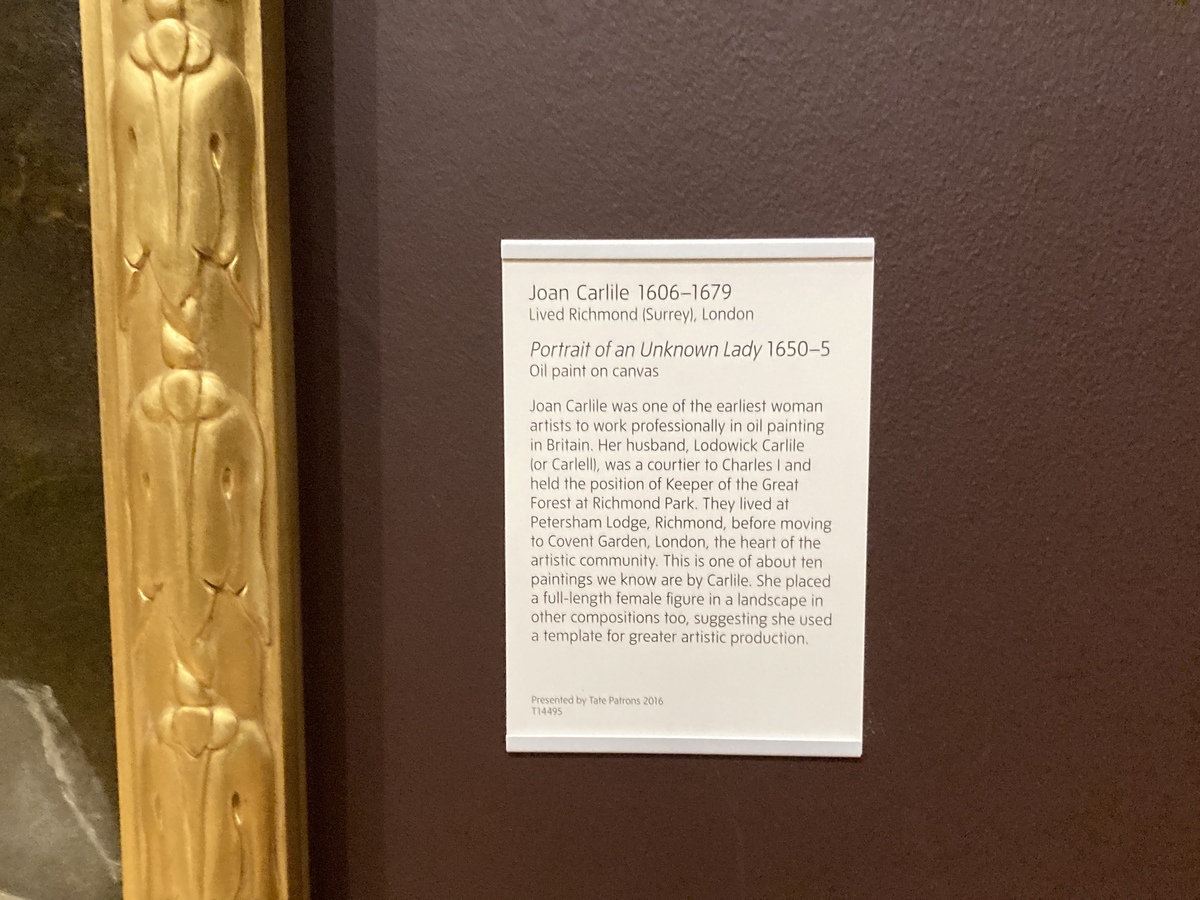 Joan Carlile 1606–1679
Lived Richmond (Surrey), London
Portrait of an Unknown Lady 1650–5
Oil paint on canvas
Joan Carlile was one of the earliest woman
artists to work professionally in oil painting
in Britain. Her husband, Lodowick Carlile
(or Carlell), was a courtier to Charles I and
held the position of Keeper of the Great
Forest at Richmond Park. They lived at
Petersham Lodge, Richmond, before moving
to Covent Garden, London, the heart of the
artistic community. This is one of about ten
paintings we know are by Carlile. She placed
a full-length female figure in a landscape in
other compositions too, suggesting she used
a template for greater artistic production.
Presented by Tate Patrons 2016
T14495